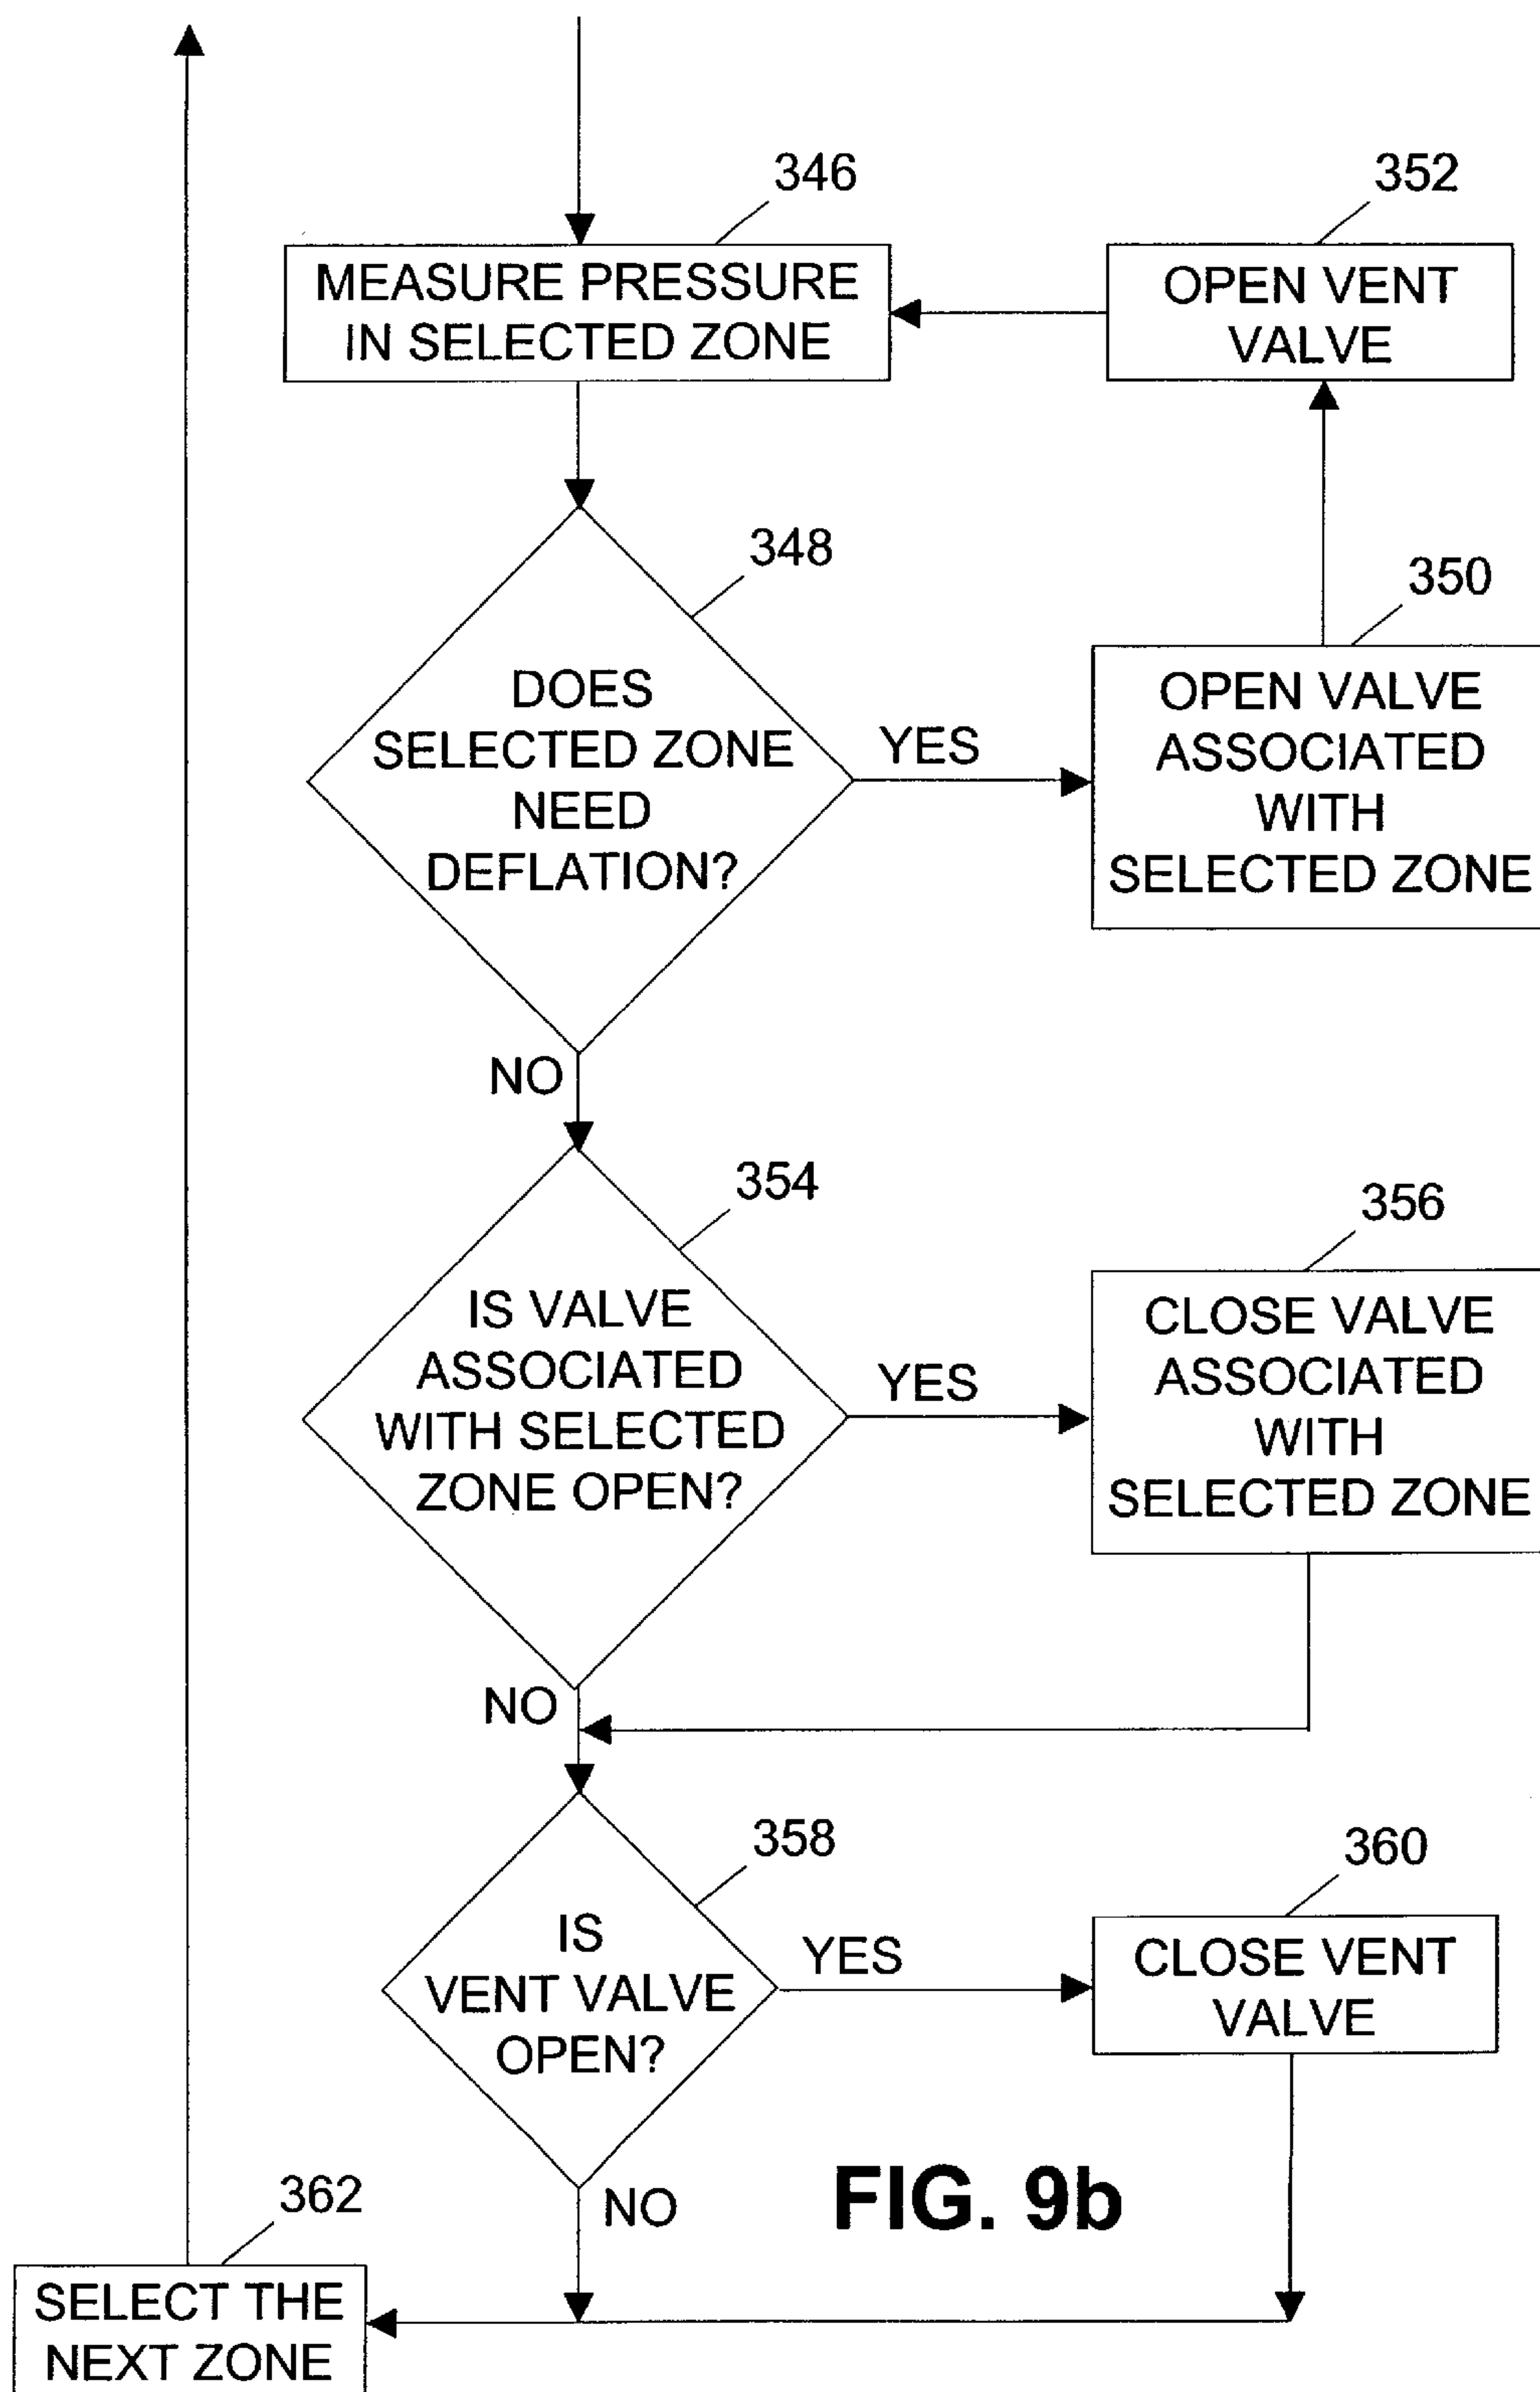 346
352
MEASURE PRESSURE
IN SELECTED ZONE
OPEN VENT
VALVE
348
350
DOES
SELECTED ZONE
NEED
DEFLATION?
YES
OPEN VALVE
ASSOCIATED
WITH
SELECTED ZONE
NO
354
356
IS VALVE
ASSOCIATED
WITH SELECTED
ZONE OPEN?
YES
CLOSE VALVE
ASSOCIATED
WITH
SELECTED ZONE
NO
358
360
IS
VENT VALVE
OPEN?
YES
CLOSE VENT
VALVE
NO
FIG. 9b
362
SELECT THE
NEXT ZONE